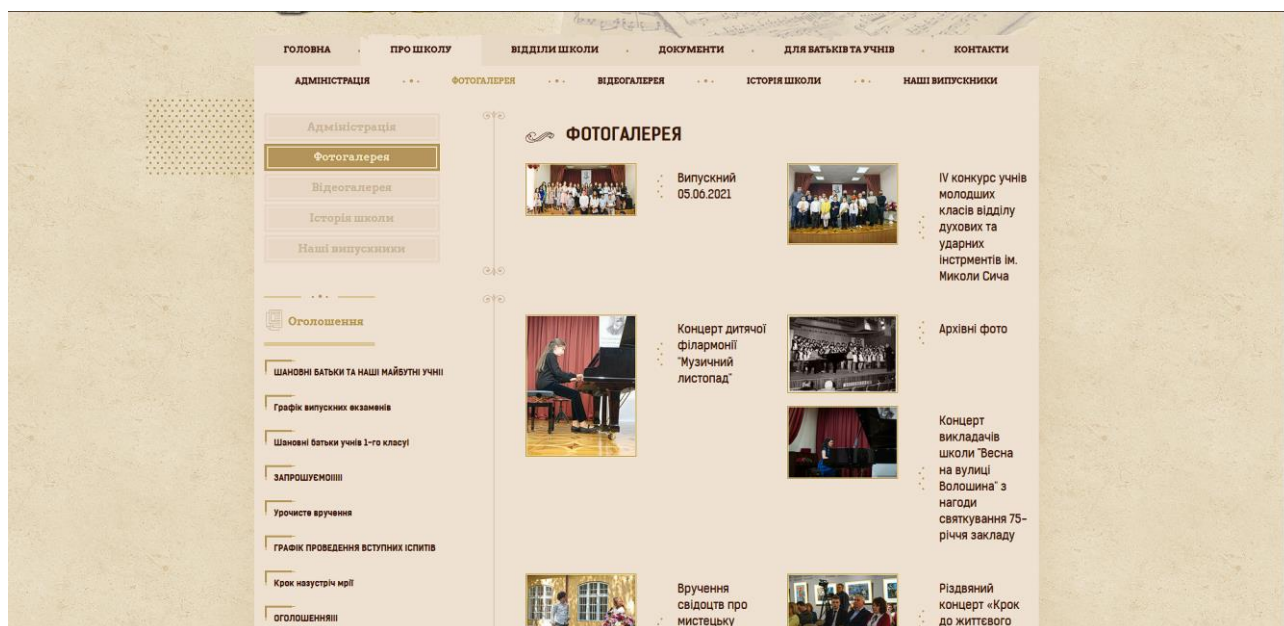 ГОЛОВНА
ПРО ШКОЛУ
ВІДДІЛИ ШКОЛИ
ДОКУМЕНТИ
ДЛЯ БАТЬКІВ ТА УЧНІВ
КОНТАКТИ
АДМІНІСТРАЦІЯ
ФОТОГАЛЕРЕЯ
ВІДЕОГАЛЕРЕЯ
ІСТОРІЯ ШКОЛИ
НАШІ ВИПУСКНИКИ
Адміністрація
Фотогалерея
Відеогалерея
Історія школи
Наші випускники
Оголошення
ШАНОВНІ БАТЬКИ ТА НАШІ МАЙБУТНІ УЧНІ!
Графік випускних екзаменів
Шановні батьки учнів 1-го класу!
ЗАПРОШУЄМО!!!!!
Урочисте вручення
ГРАФІК ПРОВЕДЕННЯ ВСТУПНИХ ІСПИТІВ
Крок назустріч мрії
ОГОЛОШЕННЯ!!!
ФОТОГАЛЕРЕЯ
Випускний
05.06.2021
IV конкурс учнів
молодших
класів відділу
духових та
ударних
інстрментів ім.
Миколи Сича
Концерт дитячої
філармонії
"Музичний
листопад"
Архівні фото
Концерт
викладачів
школи "Весна
на вулиці
Волошина" з
нагоди
святкування 75-
річчя закладу
Вручення
свідоцтв про
мистецьку
Різдвяний
концерт «Крок
до життєвого